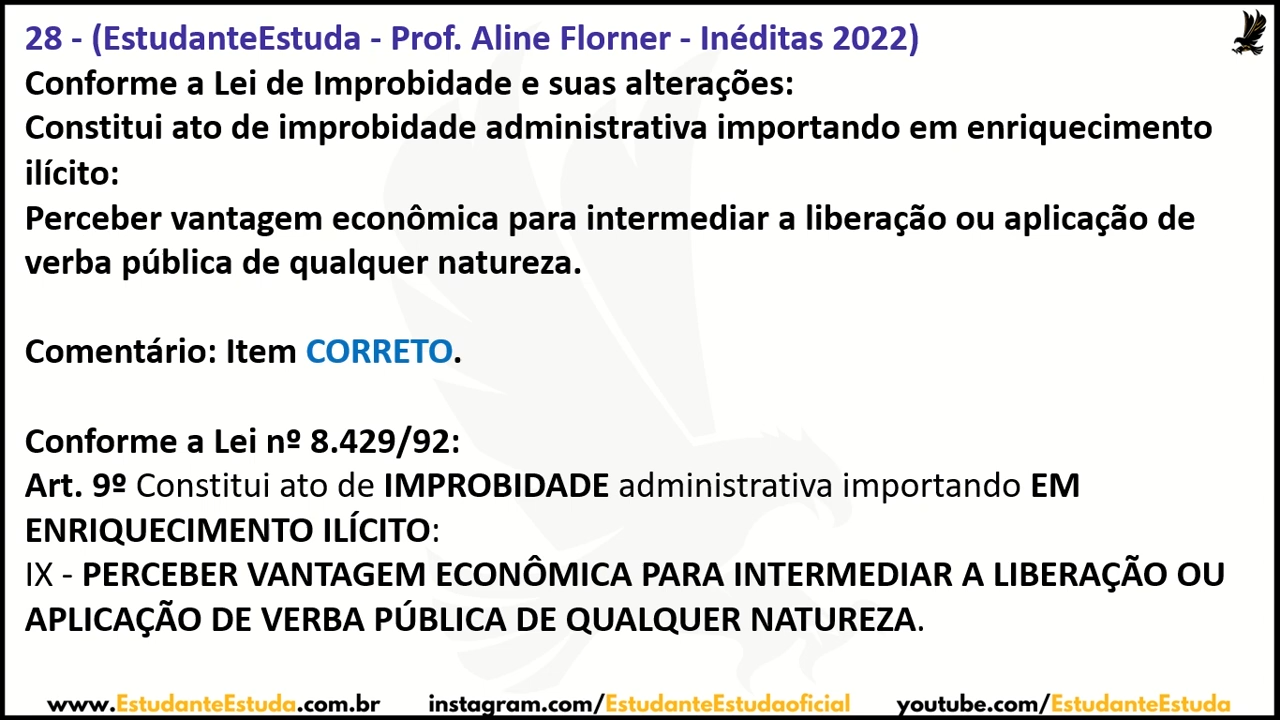 28 - (EstudanteEstuda - Prof. Aline Florner - Inéditas 2022)
Conforme a Lei de Improbidade e suas alterações:
Constitui ato de improbidade administrativa importando em enriquecimento
ilícito:
Perceber vantagem econômica para intermediar a liberação ou aplicação de
verba pública de qualquer natureza.
Comentário: Item CORRETO.
Conforme a Lei nº 8.429/92:
Art. 9º Constitui ato de IMPROBIDADE administrativa importando EM
ENRIQUECIMENTO ILÍCITO:
IX - PERCEBER VANTAGEM ECONÔMICA PARA INTERMEDIAR A LIBERAÇÃO OU
APLICAÇÃO DE VERBA PÚBLICA DE QUALQUER NATUREZA.
www.EstudanteEstuda.com.br instagram.com/EstudanteEstudaoficial youtube.com/EstudanteEstuda